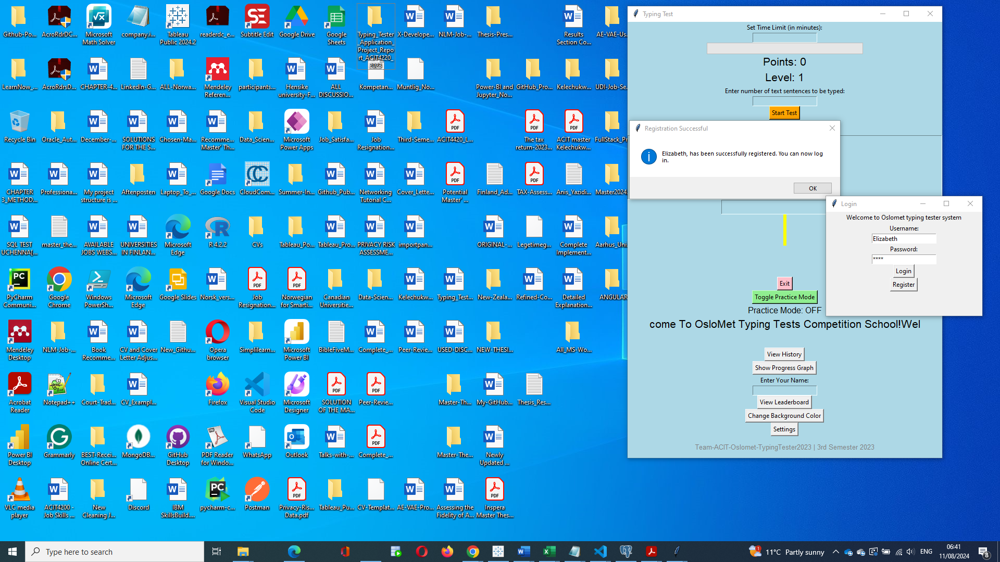 Github-Po...
AcroRdrDC...
Microsoft
Math Solver
company.i...
Tableau
Public 2024.2
readerdc_e...
Subtitle Edit
Google Drive
Google
Sheets
Typing_Tester
_Application_
Project_Repo
rt_ACIT4220_
2023
X-Develope...
NLM-Job-...
Thesis-Pres...
Results
Section Co...
AE-VAE-Us...
LearnNow_...
AcroRdrsD...
CHAPTER-4...
LinkedIn-G...
ALL-Norwa...
Mendeley
Referen...
participants...
Hensike
university-F...
ALL
DISCUSSIO...
Kompetan...
Muntlig_No...
Power-BI and
Jupyter_No...
GitHub_Pro...
Kelechukw...
UDI-Job-Se...
Recycle Bin
Oracle_Aut...
December-...
SOLUTIONS
FOR THE S...
Chosen-Ma...
Recomme...
Master' Th...
Data_Scien...
Microsoft
Power Apps
Job_Satisfa...
Job
Resignation...
Third-Seme...
ACIT4420_L...
The tax
return-2023...
ACIT master
Kelechukw...
FullStack_Pr
CHAPTER
3_METHOD...
Professiona...
My project
structure is ...
Aftenposten
Laptop_To_...
Google Docs
CloudCom...
Summer-In...
Github_Pub...
Networking
Tutorial C...
Cover_Lette...
Potential
Master' ...
Finland_Ad...
TAX-Assess...
Anis_Yazidi...
Master2024...
SQL TEST
UCHENNA[...
master_the...
AVAILABLE
JOBS WEBS...
UNIVERSITIES
IN FINLAN...
Microsoft
Edge
R 4.2.2
CVs
Tableau_Po...
Tableau_Pro...
PRIVACY RISK
ASSESSME...
importpan...
ORIGINAL-...
Legetimeg...
Complete
Implement...
Aarhus_Uni...
PyCharm
Communi...
Google
Chrome
Windows
PowerSh...
Microsoft
Edge
Google Slides
Norsk_vers...
Job
Resignation...
Norwegian
for Smarti...
Canadian
Universitie...
Data-Scien...
Kelechukw...
Typing_Test...
New-Zeala...
Refined-Co...
Detailed
Explanation...
ANGULAR
Mendeley
Desktop
NLM-Job-...
Book
Recomme...
CV and Cover
Letter Adjus...
New_Githu...
Opera
browser
Simplilearn...
Microsoft
Power BI
BibleFiveM...
Complete_...
Peer-Revie...
USED-DISC...
NEW-THESI...
All_MS-Wo...
Acrobat
Reader
Notepad++
Court-Trad...
CV_Exampl...
Firefox
Visual Studio
Code
Microsoft
Designer
SOLUTION
OF THE MA...
Peer-Revie...
Master-Th...
My-GitHub...
Thesis_Res...
Power BI
Desktop
Grammarly
BEST-Recei...
Online Cert...
MongoDB...
GitHub
Desktop
PDF Reader
for Windo...
WhatsApp
Outlook
Talks-with-...
Complete_...
Master-The...
Newly
Updated ...
VLC media
player
ACIT4200 -
Job Skills ...
New
Cleaning J...
Discord
IBM
SkillsBuild....
pycharm-c...
Postman
Privacy-Ris...
Data.pdf
Tableau_Pu...
CV-Templat...
AE-VAE-Pro...
Assessing the
Fidelity of A...
Inspera
Master Thes...
Typing Test
Set Time Limit (in minutes):
Points: 0
Level: 1
Enter number of text sentences to be typed:
Start Test
Registration Successful
Elizabeth, has been successfully registered. You can now log
in.
OK
Login
Welcome to Oslomet typing tester system
Username:
Elizabeth
Password:
****
Login
Register
Exit
Toggle Practice Mode
Practice Mode: OFF
come To OsloMet Typing Tests Competition School!Wel
View History
Show Progress Graph
Enter Your Name:
View Leaderboard
Change Background Color
Settings
Team-ACIT-Oslomet-TypingTester2023 | 3rd Semester 2023
Type here to search
11°C Partly sunny
ENG
06:41
11/08/2024
8